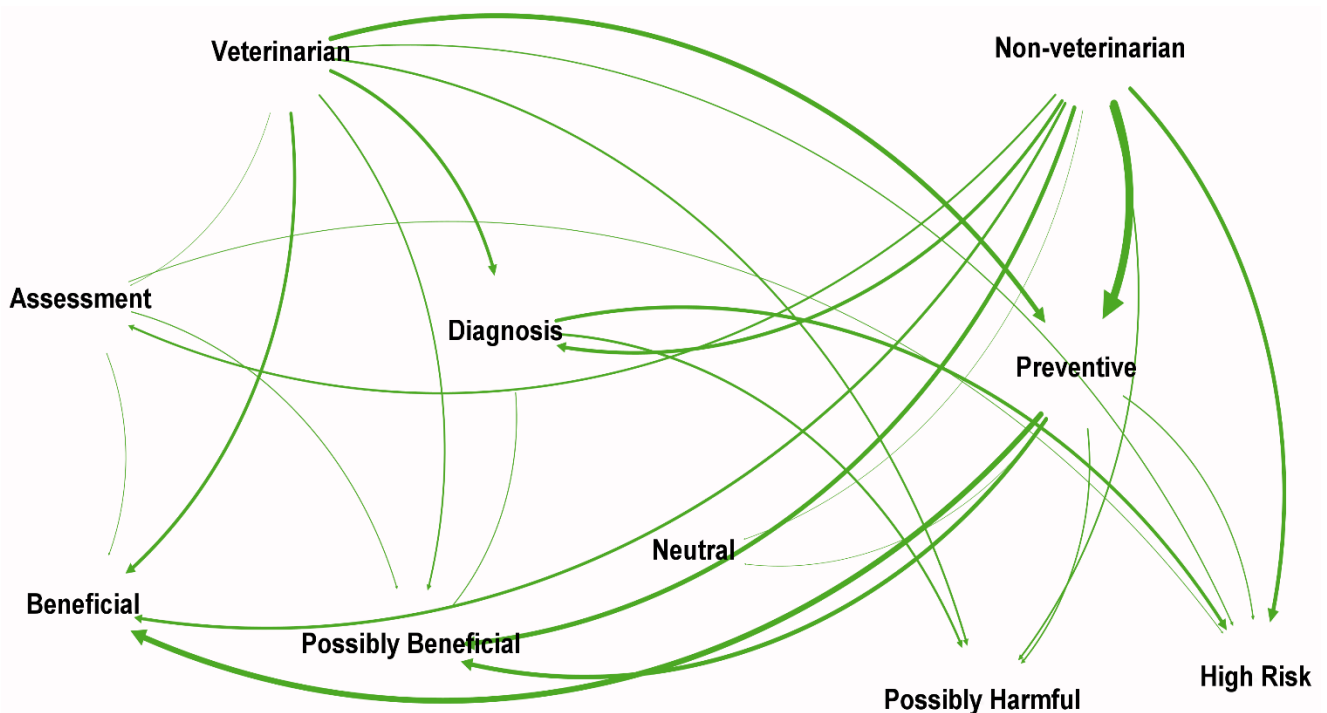 Veterinarian
Non-veterinarian
Assessment
Diagnosis
Preventive
Neutral
Beneficial
Possibly Beneficial
Possibly Harmful
High Risk